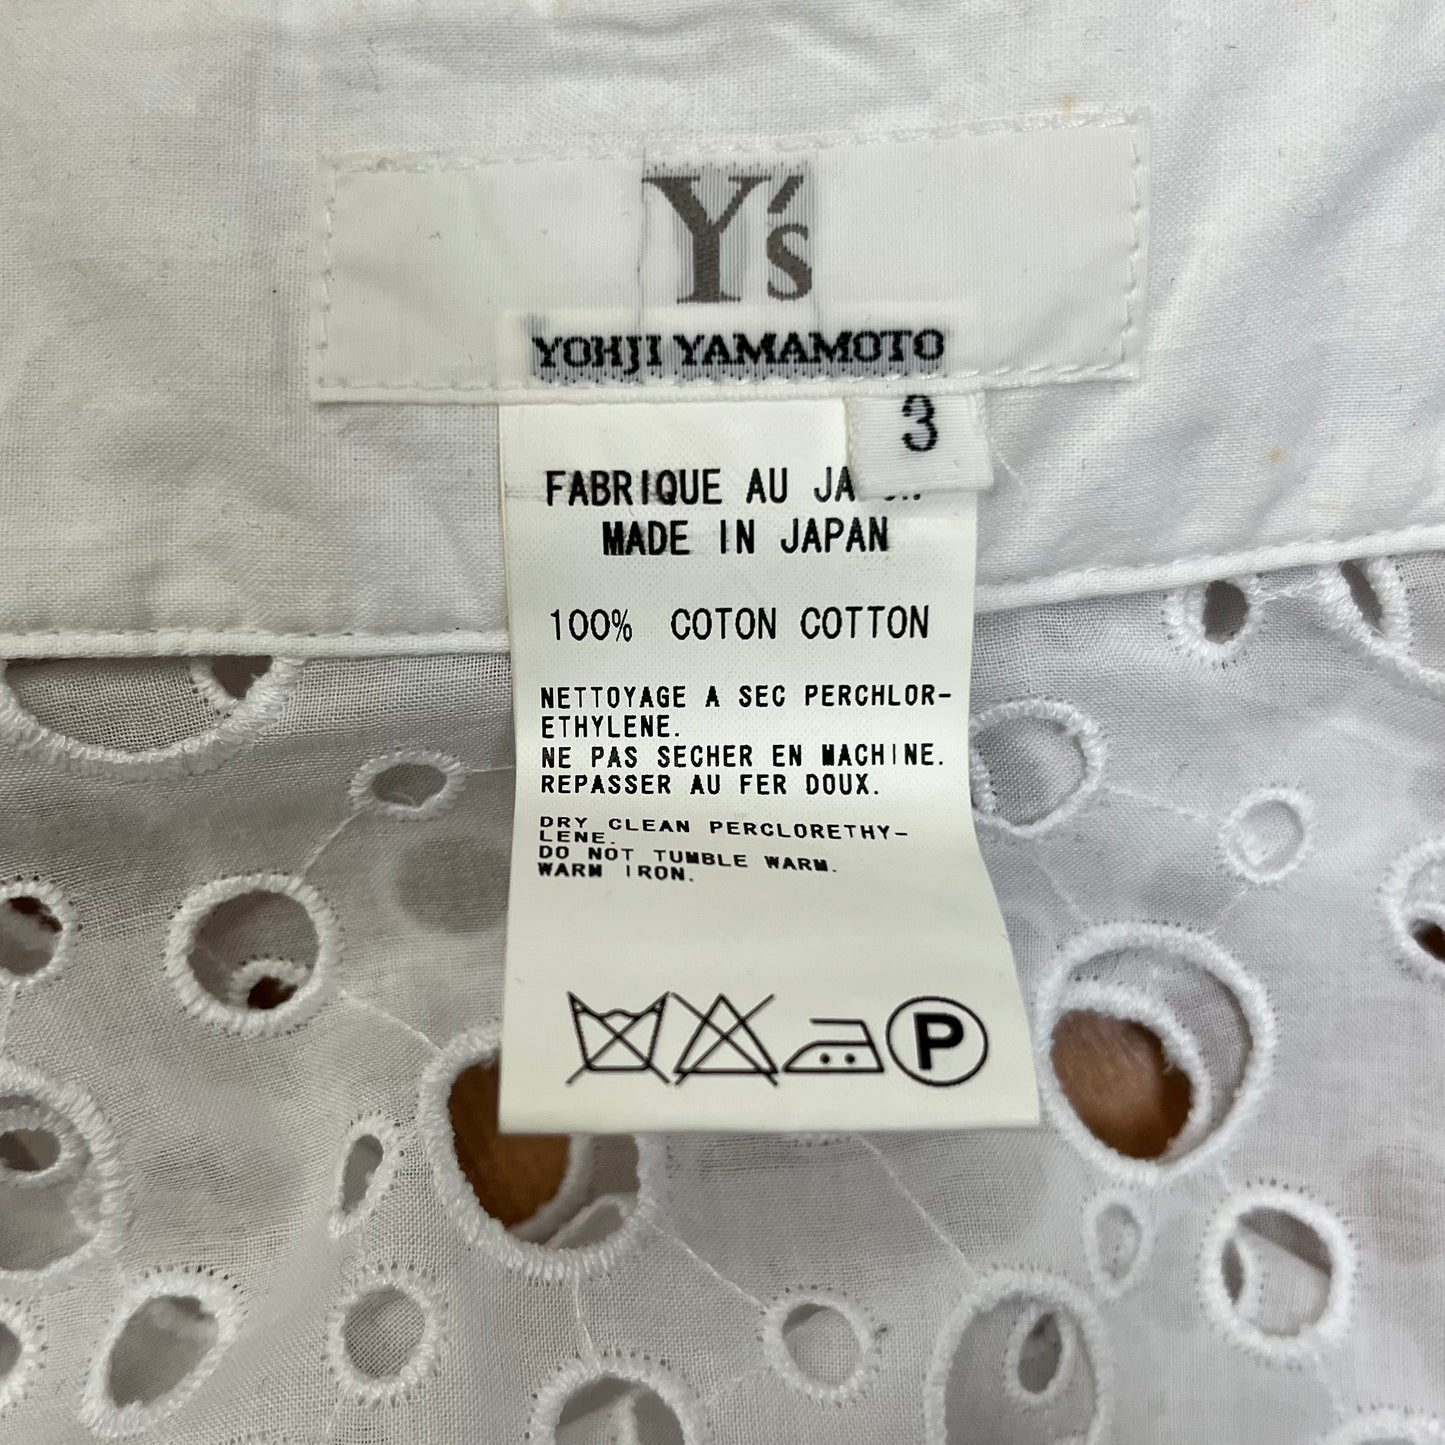 Y's
YOHJI YAMAMOTO
3
FABRIQUE AU
MADE IN JAPAN
100% COTON COTTON
NETTOYAGE A SEC PERCHLOR-
ETHYLENE.
NE PAS SECHER EN MACHINE.
REPASSER AU FER DOUX.
DRY CLEAN PERCLORETHY-
LENE.
DO NOT TUMBLE WARM.
WARM IRON.
P